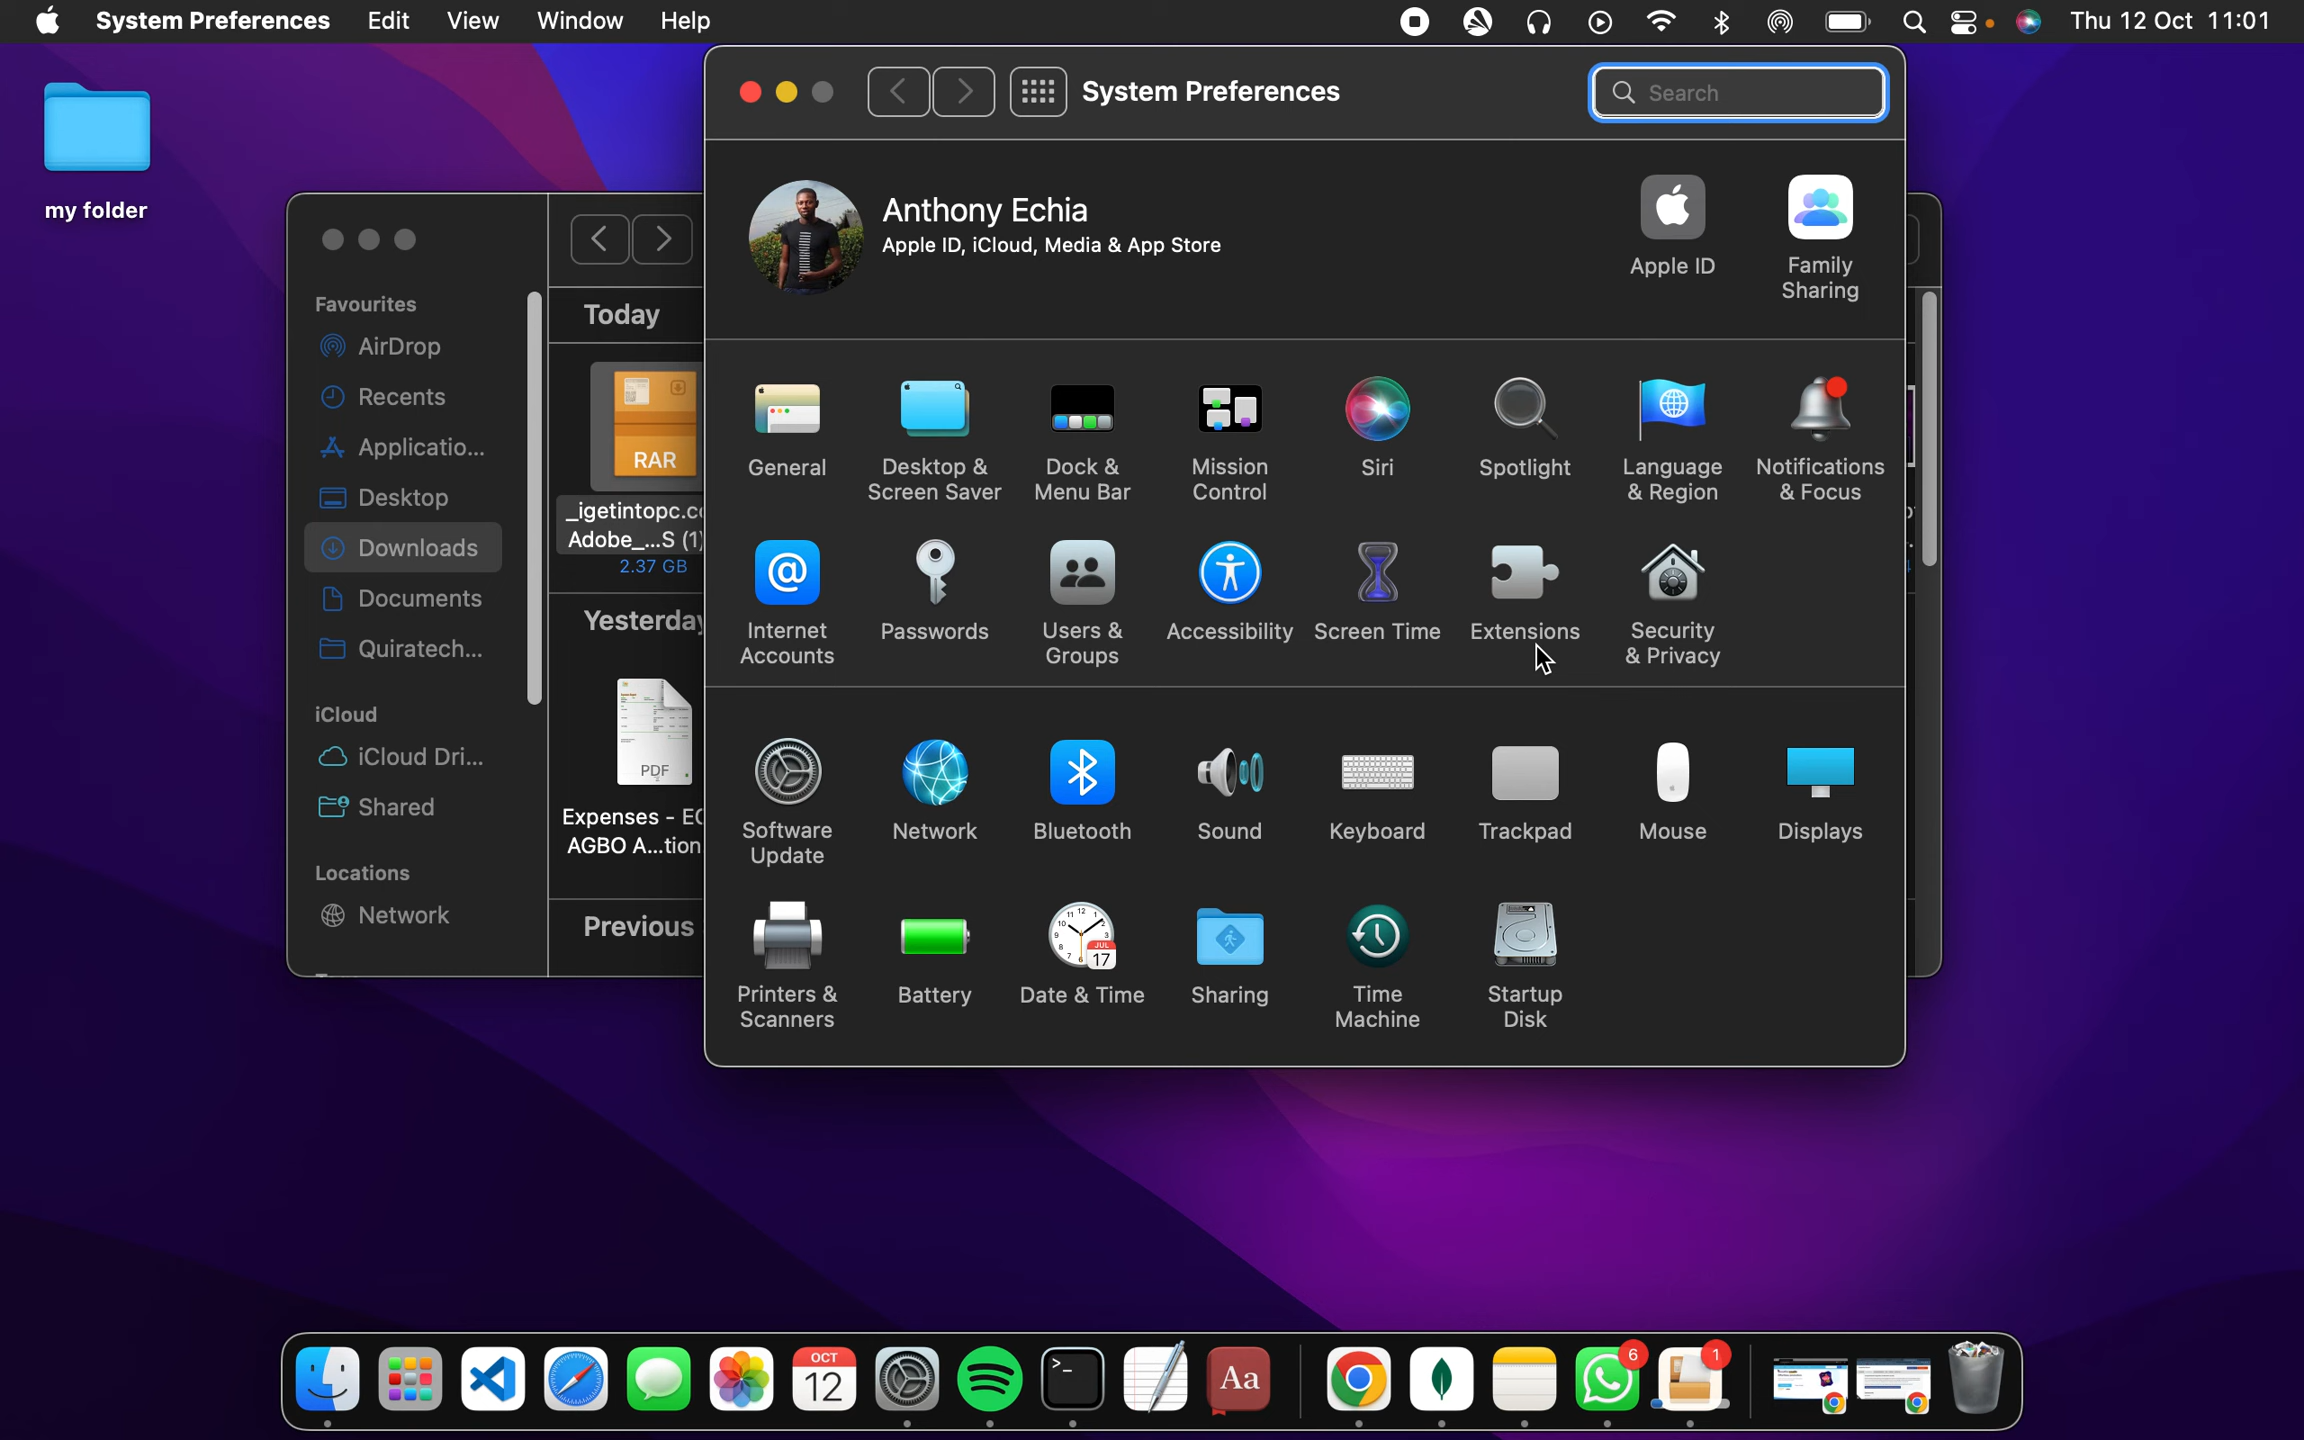 System Preferences Edit View Window Help Thu 12 Oct 11:01
my folder
System Preferences
Search
Anthony Echia
Apple ID, iCloud, Media & App Store
Apple ID
Family
Sharing
Favourites
AirDrop
Recents
Applicatio...
Desktop
Downloads
Documents
Quiratech...
iCloud
iCloud Dri...
Shared
Locations
Network
Today
RAR
_igetintopc.co
Adobe_...S (1)
2.37 GB
Yesterday
PDF
Expenses - EC
AGBO A...tion
Previous
General
Desktop &
Screen Saver
Dock &
Menu Bar
Mission
Control
Siri
Spotlight
Language
& Region
Notifications
& Focus
Internet
Accounts
Passwords
Users &
Groups
Accessibility
Screen Time
Extensions
Security
& Privacy
Software
Update
Network
Bluetooth
Sound
Keyboard
Trackpad
Mouse
Displays
Printers &
Scanners
Battery
JUL
17
Date & Time
Sharing
Time
Machine
Startup
Disk
OCT
12
>_
Aa
6
1